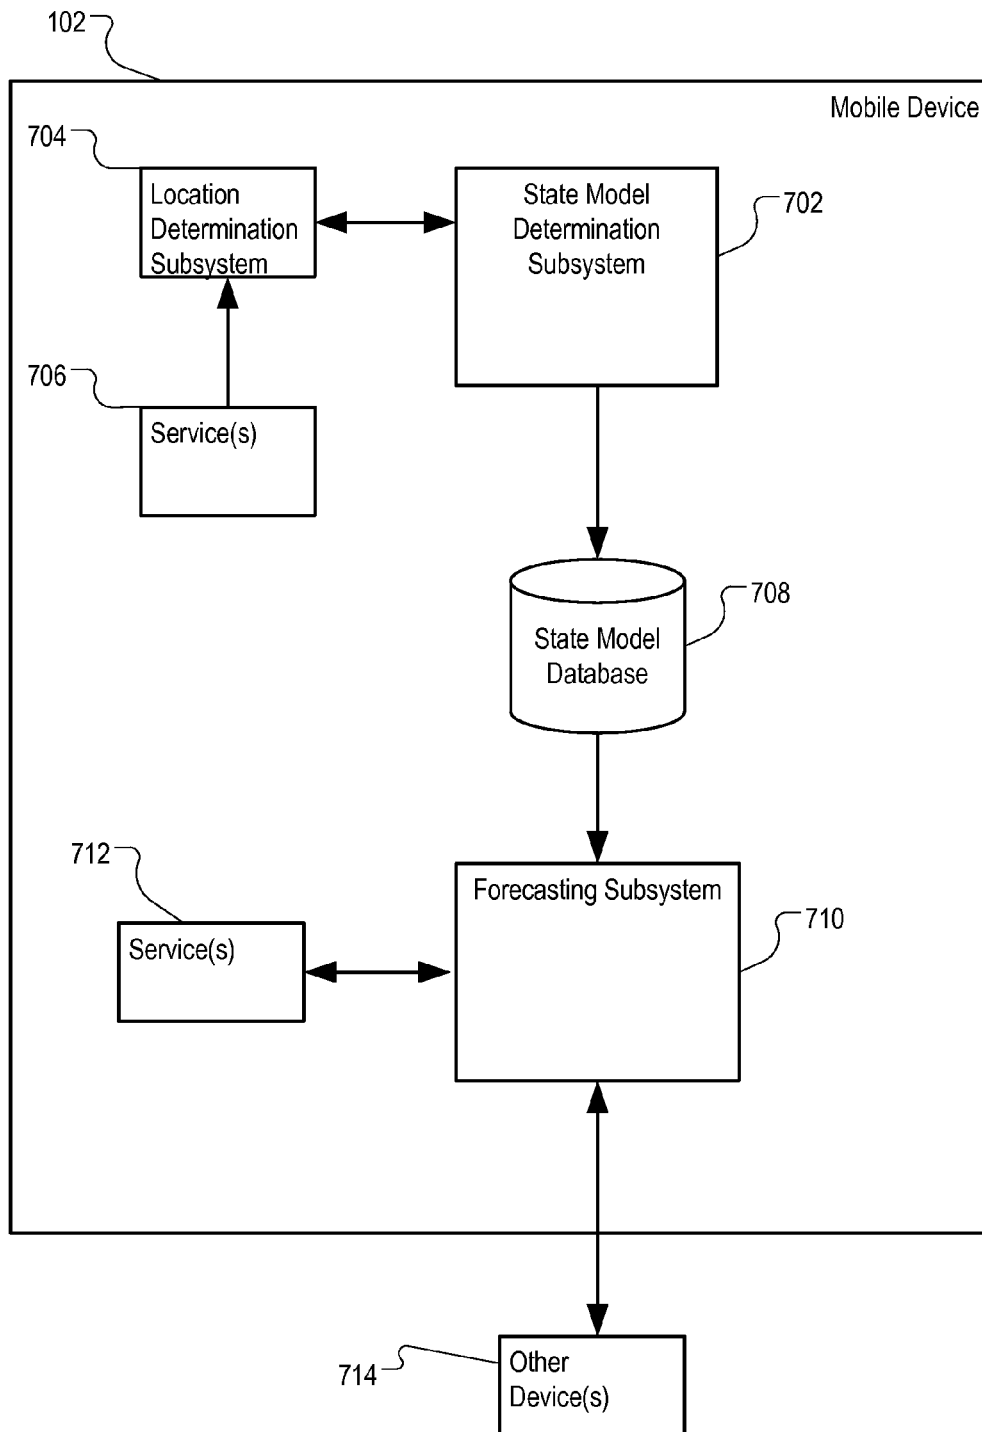 102
Mobile Device
704
Location
Determination
Subsystem
State Model
Determination
Subsystem
702
706
Service(s)
708
State Model
Database
712
Service(s)
Forecasting Subsystem
710
714
Other
Device(s)